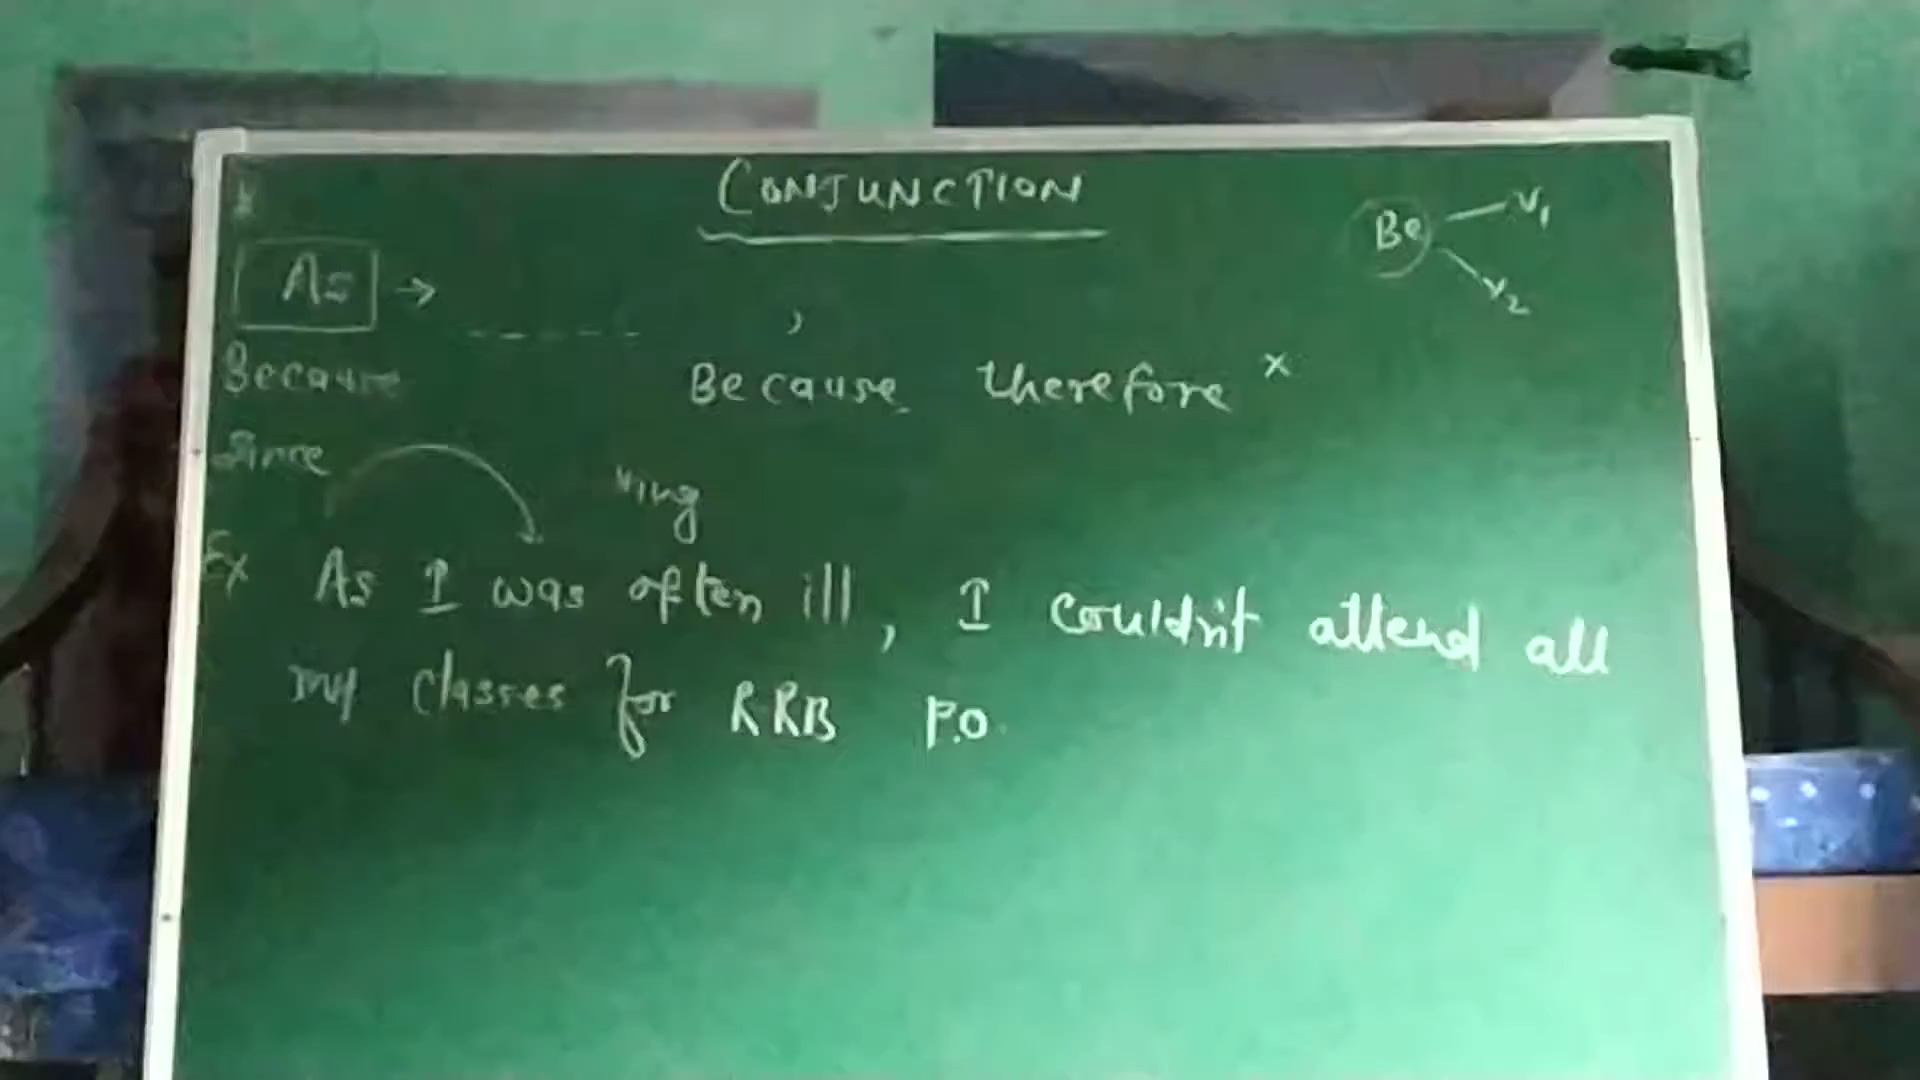 CONJUNCTION
Be V1
V2
As →
- - - - - - ,
Because
Because therefore x
Since
Ving
Ex As I was often ill, I couldn't attend all
my classes for RRB P.O.